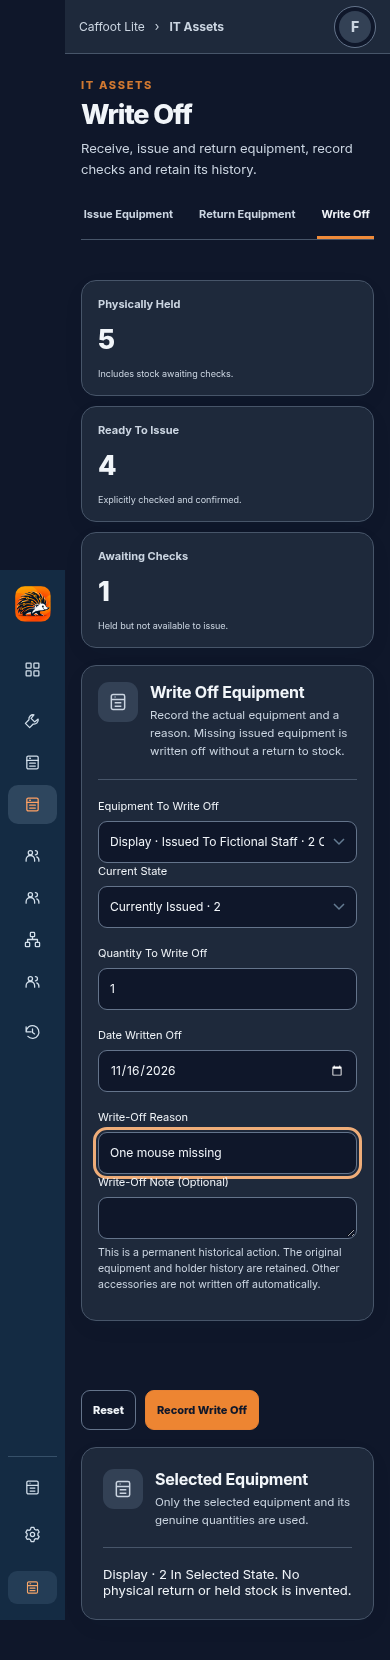 Caffoot Lite › IT Assets
F
IT ASSETS
Write Off
Receive, issue and return equipment, record
checks and retain its history.
Issue Equipment Return Equipment Write Off
Physically Held
5
Includes stock awaiting checks.
Ready To Issue
4
Explicitly checked and confirmed.
Awaiting Checks
1
Held but not available to issue.
Write Off Equipment
Record the actual equipment and a
reason. Missing issued equipment is
written off without a return to stock.
Equipment To Write Off
Display · Issued To Fictional Staff · 2 C
Current State
Currently Issued · 2
Quantity To Write Off
1
Date Written Off
11/16/2026
Write-Off Reason
One mouse missing
Write-Off Note (Optional)
This is a permanent historical action. The original
equipment and holder history are retained. Other
accessories are not written off automatically.
Reset Record Write Off
Selected Equipment
Only the selected equipment and its
genuine quantities are used.
Display · 2 In Selected State. No
physical return or held stock is invented.